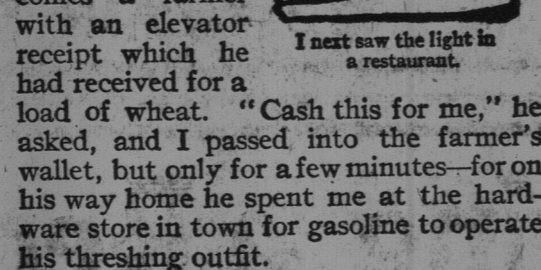 with an elevator
receipt which he
had received for a
I next saw the light in
a restaurant.
load of wheat. "Cash this for me," he
asked, and I passed into the farmer's
wallet, but only for a few minutes—for on
his way home he spent me at the hard-
ware store in town for gasoline to operate
his threshing outfit.